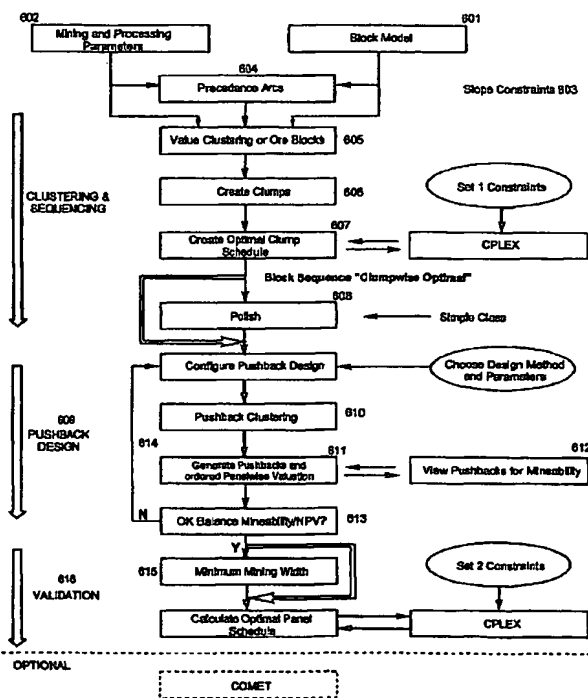 602
601
Mining and Processing
Parameters
Block Model
604
Precedence Arcs
Slope Constraints 603
Value Clustering or Ore Blocks
605
CLUSTERING &
SEQUENCING
Create Clumps
606
Set 1 Constraints
607
Create Optimal Clump
Schedule
CPLEX
Block Sequence "Clumpwise Optimal"
608
Polish
Simple Class
Configure Pushback Design
Choose Design Method
and Parameters
609
PUSHBACK
DESIGN
Pushback Clustering
610
614
611
612
Generate Pushbacks and
ordered Panelwise Valuation
View Pushbacks for Mineability
N
OK Balance Mineability/NPV?
613
Y
616
VALIDATION
615
Minimum Mining Width
Set 2 Constraints
Calculate Optimal Panel
Schedule
CPLEX
OPTIONAL
COMET